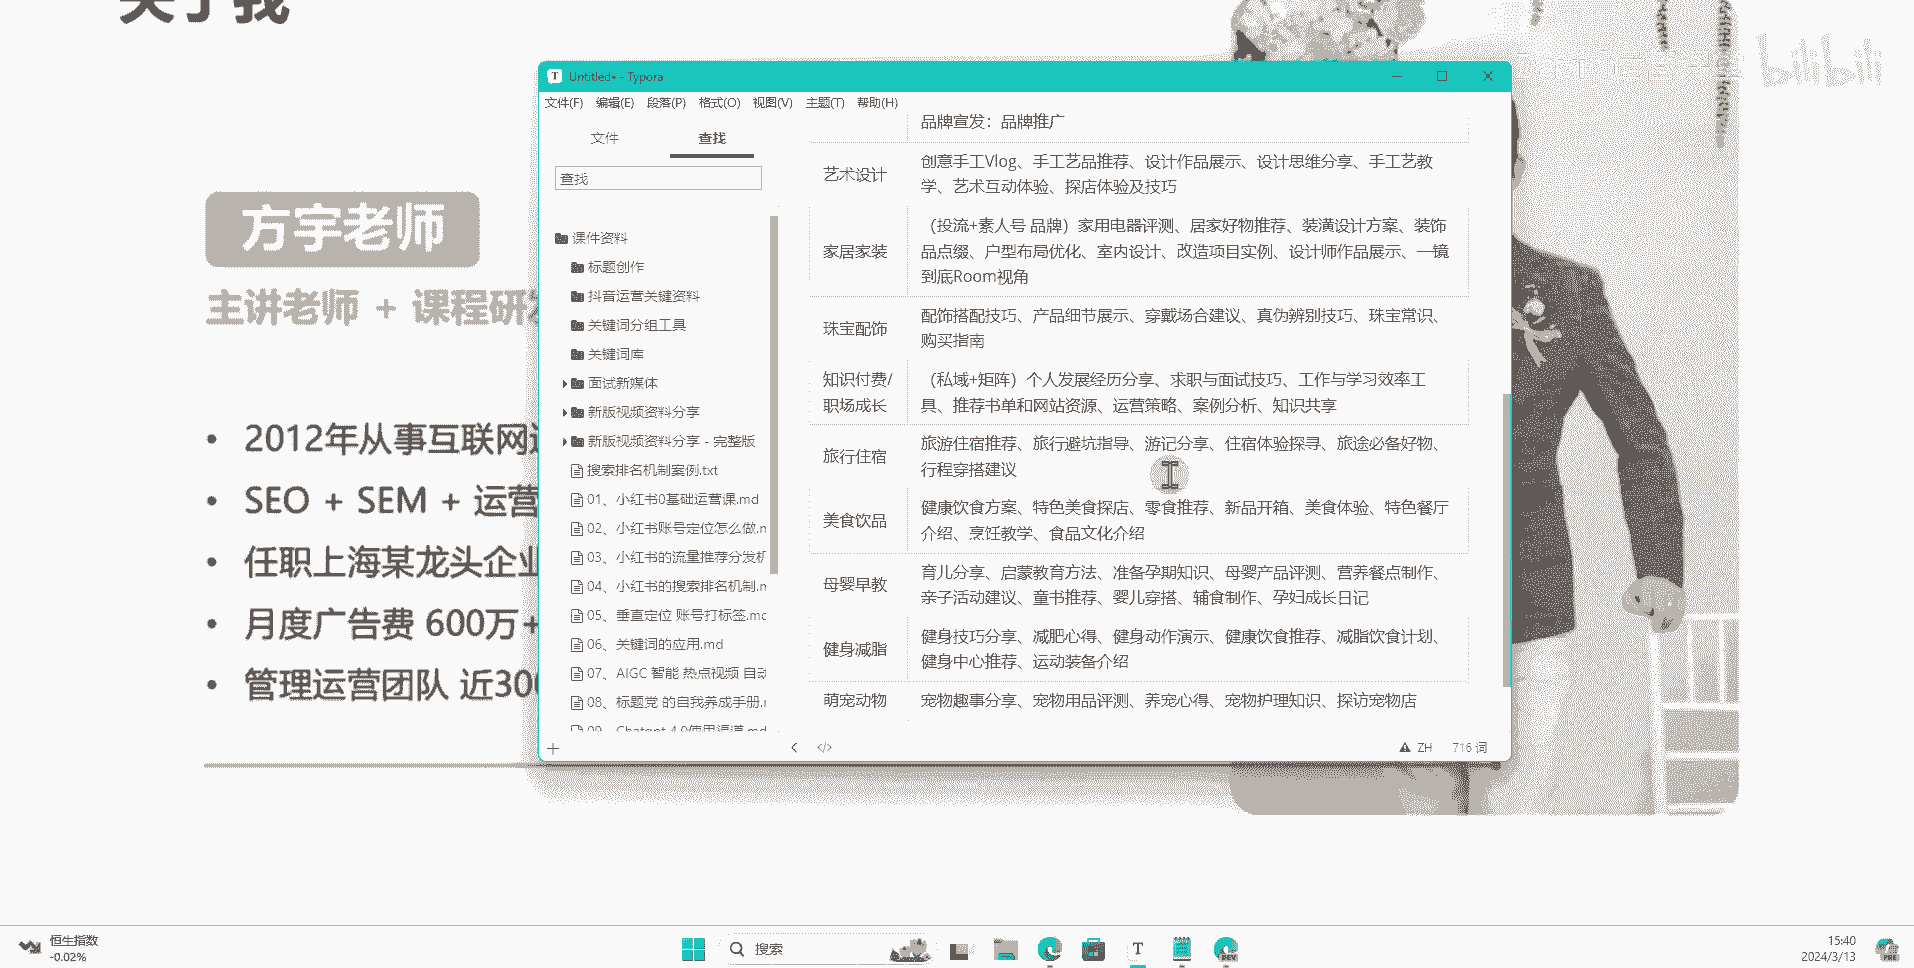 关于我
bilibili
方宇老师
主讲老师 + 课程研发
2012年从事互联网
SEO + SEM + 运营
任职上海某龙头企业
月度广告费 600万+
管理运营团队 近300
Untitled• - Typora
文件(F) 编辑(E) 段落(P) 格式(O) 视图(V) 主题(T) 帮助(H)
文件 查找
查找
课件资料
标题创作
抖音运营关键资料
关键词分组工具
关键词库
面试新媒体
新版视频资料分享
新版视频资料分享 - 完整版
搜索排名机制案例.txt
01、小红书0基础运营课.md
02、小红书账号定位怎么做.m
03、小红书的流量推荐分发机
04、小红书的搜索排名机制.m
05、垂直定位 账号打标签.md
06、关键词的应用.md
07、AIGC 智能 热点视频 自动
08、标题党 的自我养成手册.m
09、Chatgpt 4.0使用渠道.md
品牌宣发：品牌推广
艺术设计
创意手工Vlog、手工艺品推荐、设计作品展示、设计思维分享、手工艺教
学、艺术互动体验、探店体验及技巧
家居家装
（投流+素人号 品牌）家用电器评测、居家好物推荐、装潢设计方案、装饰
品点缀、户型布局优化、室内设计、改造项目实例、设计师作品展示、一镜
到底Room视角
珠宝配饰
配饰搭配技巧、产品细节展示、穿戴场合建议、真伪辨别技巧、珠宝常识、
购买指南
知识付费/
职场成长
（私域+矩阵）个人发展经历分享、求职与面试技巧、工作与学习效率工
具、推荐书单和网站资源、运营策略、案例分析、知识共享
旅行住宿
旅游住宿推荐、旅行避坑指导、游记分享、住宿体验探寻、旅途必备好物、
行程穿搭建议
美食饮品
健康饮食方案、特色美食探店、零食推荐、新品开箱、美食体验、特色餐厅
介绍、烹饪教学、食品文化介绍
母婴早教
育儿分享、启蒙教育方法、准备孕期知识、母婴产品评测、营养餐点制作、
亲子活动建议、童书推荐、婴儿穿搭、辅食制作、孕妇成长日记
健身减脂
健身技巧分享、减肥心得、健身动作演示、健康饮食推荐、减脂饮食计划、
健身中心推荐、运动装备介绍
萌宠动物
宠物趣事分享、宠物用品评测、养宠心得、宠物护理知识、探访宠物店
ZH 716 词
恒生指数
-0.02%
搜索
T
DEV
15:40
2024/3/13
PRE